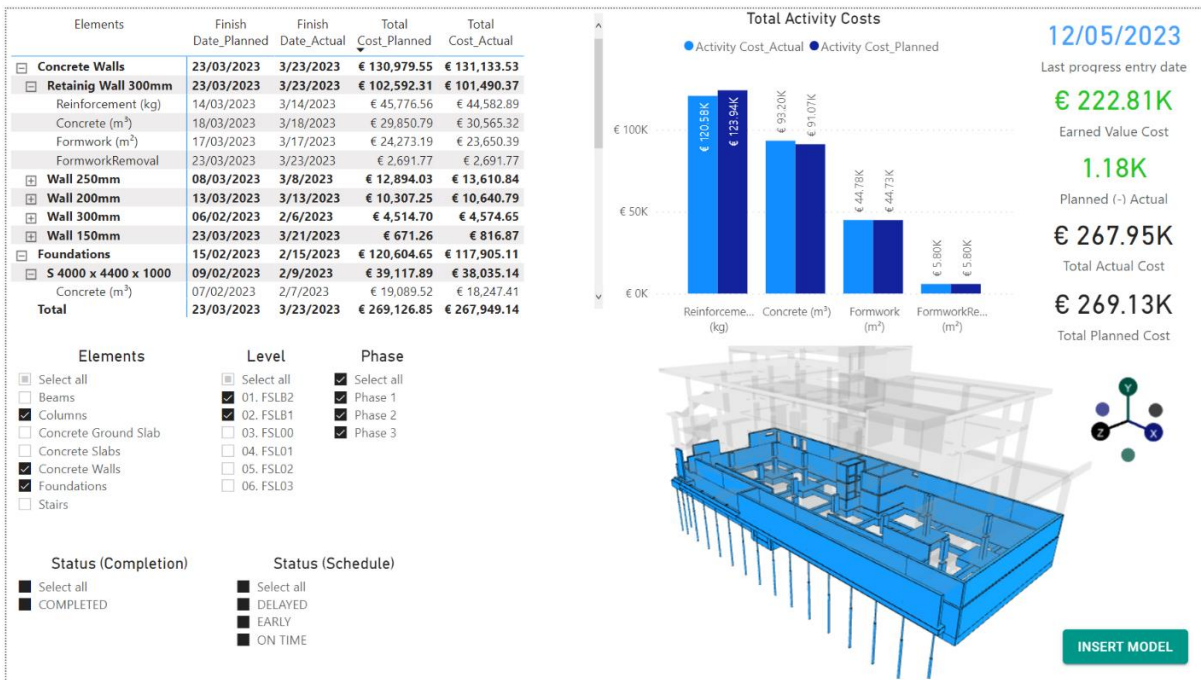 Elements Finish Date_Planned Finish Date_Actual Total Cost_Planned Total Cost_Actual
Concrete Walls 23/03/2023 3/23/2023 € 130,979.55 € 131,133.53
Retainig Wall 300mm 23/03/2023 3/23/2023 € 102,592.31 € 101,490.37
Reinforcement (kg) 14/03/2023 3/14/2023 € 45,776.56 € 44,582.89
Concrete (m³) 18/03/2023 3/18/2023 € 29,850.79 € 30,565.32
Formwork (m²) 17/03/2023 3/17/2023 € 24,273.19 € 23,650.39
FormworkRemoval 23/03/2023 3/23/2023 € 2,691.77 € 2,691.77
Wall 250mm 08/03/2023 3/8/2023 € 12,894.03 € 13,610.84
Wall 200mm 13/03/2023 3/13/2023 € 10,307.25 € 10,640.79
Wall 300mm 06/02/2023 2/6/2023 € 4,514.70 € 4,574.65
Wall 150mm 23/03/2023 3/21/2023 € 671.26 € 816.87
Foundations 15/02/2023 2/15/2023 € 120,604.65 € 117,905.11
S 4000 x 4400 x 1000 09/02/2023 2/9/2023 € 39,117.89 € 38,035.14
Concrete (m³) 07/02/2023 2/7/2023 € 19,089.52 € 18,247.41
Total 23/03/2023 3/23/2023 € 269,126.85 € 267,949.14
Total Activity Costs
Activity Cost_Actual Activity Cost_Planned
€ 100K
€ 50K
€ 0K
€ 120.58K
€ 123.94K
€ 93.20K
€ 91.07K
€ 44.78K
€ 44.73K
€ 5.80K
€ 5.80K
Reinforceme... Concrete (m³) Formwork FormworkRe...
(kg) (m²) (m²)
12/05/2023
Last progress entry date
€ 222.81K
Earned Value Cost
1.18K
Planned (-) Actual
€ 267.95K
Total Actual Cost
€ 269.13K
Total Planned Cost
Elements
Select all
Beams
Columns
Concrete Ground Slab
Concrete Slabs
Concrete Walls
Foundations
Stairs
Level
Select all
01. FSLB2
02. FSLB1
03. FSL00
04. FSL01
05. FSL02
06. FSL03
Phase
Select all
Phase 1
Phase 2
Phase 3
Status (Completion)
Select all
COMPLETED
Status (Schedule)
Select all
DELAYED
EARLY
ON TIME
Y
Z
X
INSERT MODEL